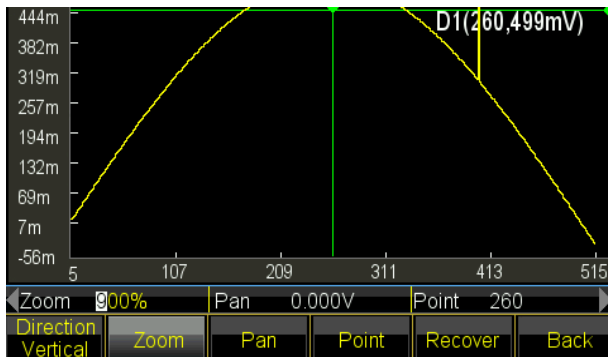 444m
D1(260,499mV)
382m
319m
257m
194m
132m
69m
7m
-56m
5 107 209 311 413 515
Zoom 900% Pan 0.000V Point 260
Direction Vertical Zoom Pan Point Recover Back